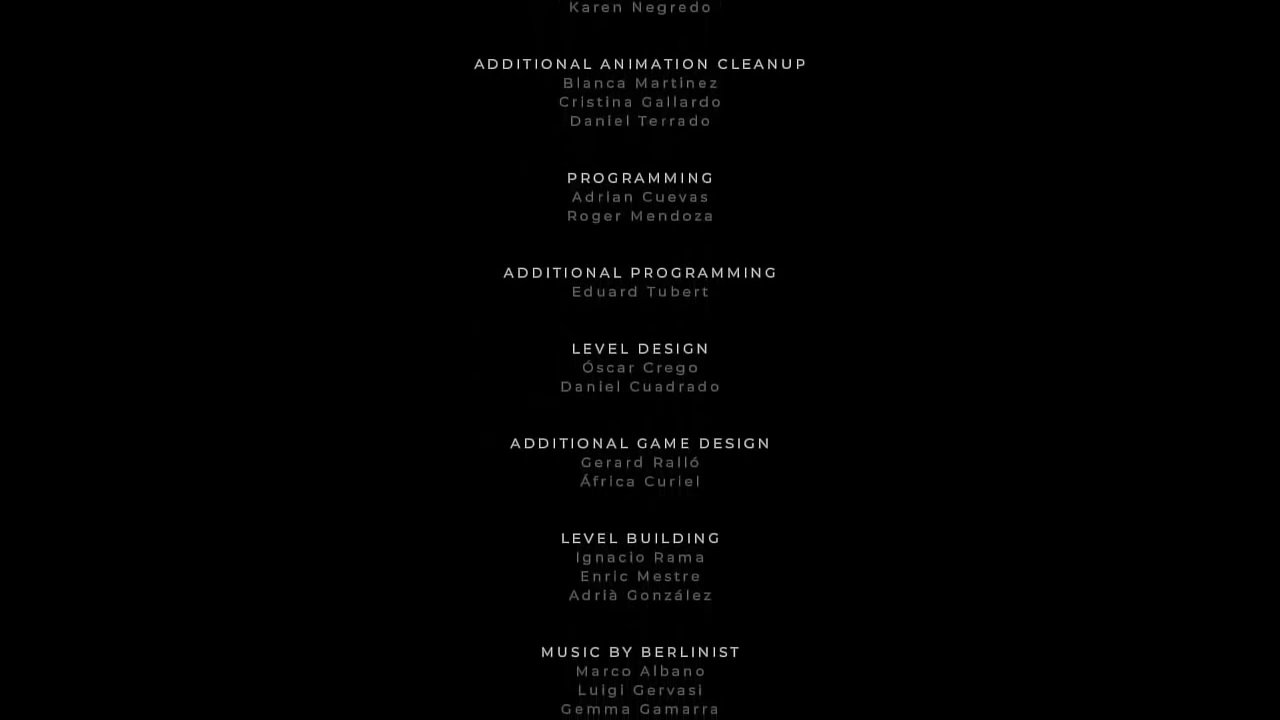 Karen Negredo
ADDITIONAL ANIMATION CLEANUP
Blanca Martinez
Cristina Gallardo
Daniel Terrado
PROGRAMMING
Adrian Cuevas
Roger Mendoza
ADDITIONAL PROGRAMMING
Eduard Tubert
LEVEL DESIGN
Óscar Crego
Daniel Cuadrado
ADDITIONAL GAME DESIGN
Gerard Ralló
África Curiel
LEVEL BUILDING
Ignacio Rama
Enric Mestre
Adrià González
MUSIC BY BERLINIST
Marco Albano
Luigi Gervasi
Gemma Gamarra